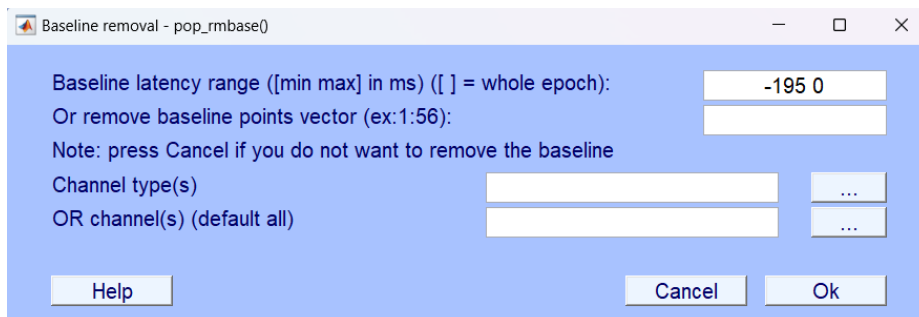 Baseline removal - pop_rmbase()
Baseline latency range ([min max] in ms) ([ ] = whole epoch): -195 0
Or remove baseline points vector (ex:1:56):
Note: press Cancel if you do not want to remove the baseline
Channel type(s) ...
OR channel(s) (default all) ...
Help Cancel Ok